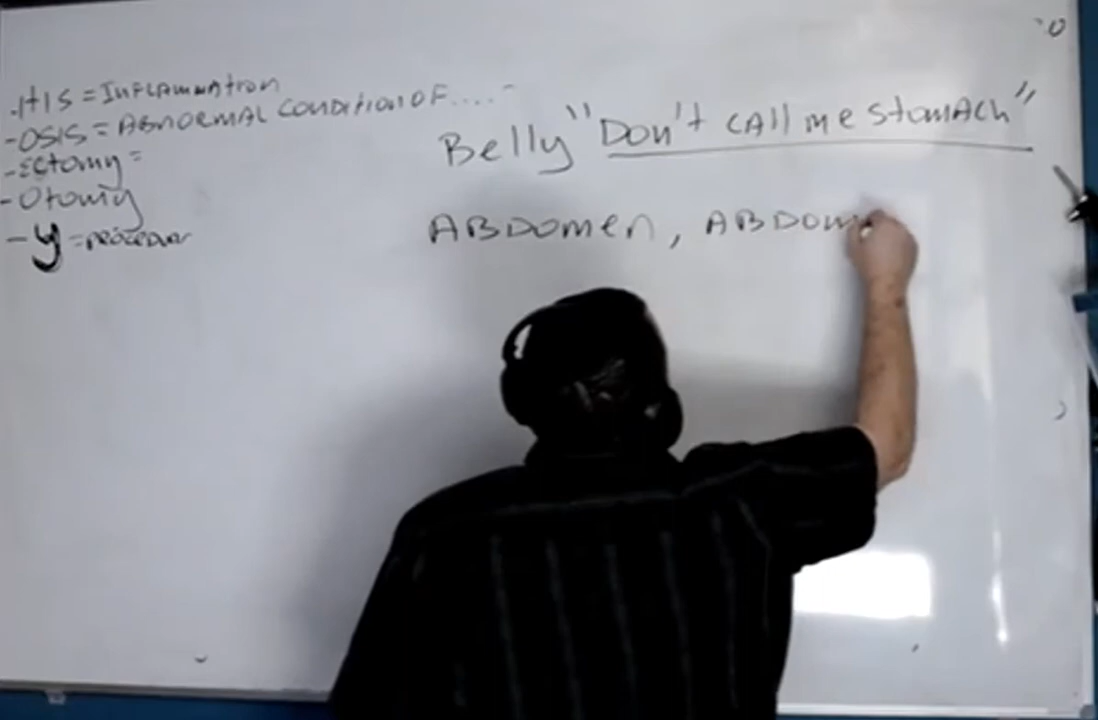 -itis = InFLAmmAtion
-OSIS = ABNORMAL CONDITION OF....
-Ectomy =
-Otomy
-y =
Belly "Don't CAll me StomAch"
ABDOMen, ABDOM